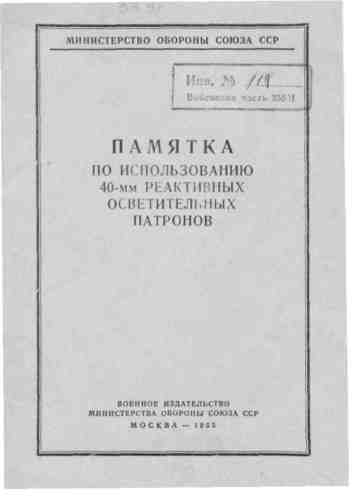 МИНИСТЕРСТВО ОБОРОНЫ СОЮЗА ССР
Инв. №
Войсковая часть
ПАМЯТКА
ПО ИСПОЛЬЗОВАНИЮ
40-мм РЕАКТИВНЫХ
ОСВЕТИТЕЛЬНЫХ
ПАТРОНОВ
ВОЕННОЕ ИЗДАТЕЛЬСТВО
МИНИСТЕРСТВА ОБОРОНЫ СОЮЗА ССР
МОСКВА —